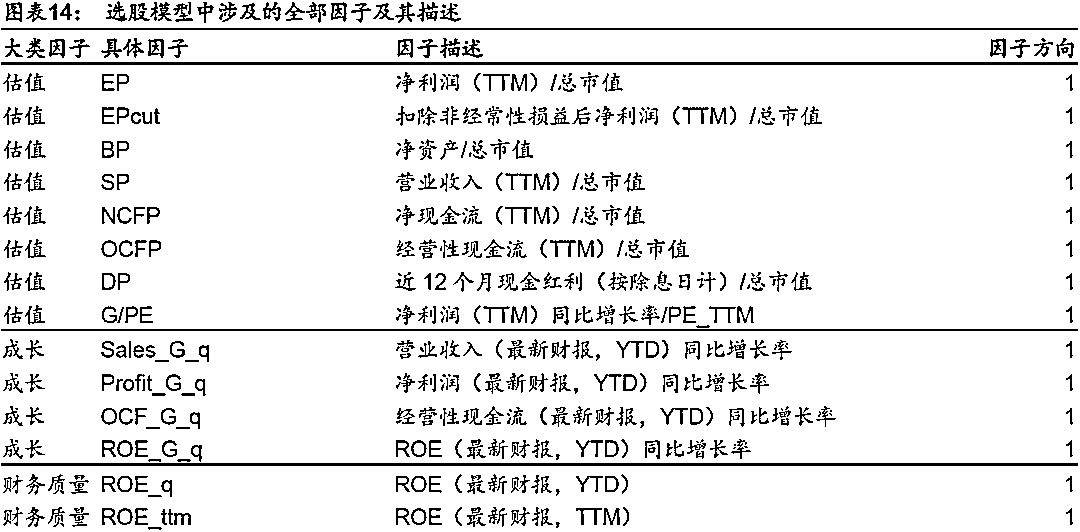 图表14： 选股模型中涉及的全部因子及其描述
大类因子 具体因子 因子描述 因子方向
估值 EP 净利润（TTM）/总市值 1
估值 EPcut 扣除非经常性损益后净利润（TTM）/总市值 1
估值 BP 净资产/总市值 1
估值 SP 营业收入（TTM）/总市值 1
估值 NCFP 净现金流（TTM）/总市值 1
估值 OCFP 经营性现金流（TTM）/总市值 1
估值 DP 近12个月现金红利（按除息日计）/总市值 1
估值 G/PE 净利润（TTM）同比增长率/PE_TTM 1
成长 Sales_G_q 营业收入（最新财报，YTD）同比增长率 1
成长 Profit_G_q 净利润（最新财报，YTD）同比增长率 1
成长 OCF_G_q 经营性现金流（最新财报，YTD）同比增长率 1
成长 ROE_G_q ROE（最新财报，YTD）同比增长率 1
财务质量 ROE_q ROE（最新财报，YTD） 1
财务质量 ROE_ttm ROE（最新财报，TTM） 1